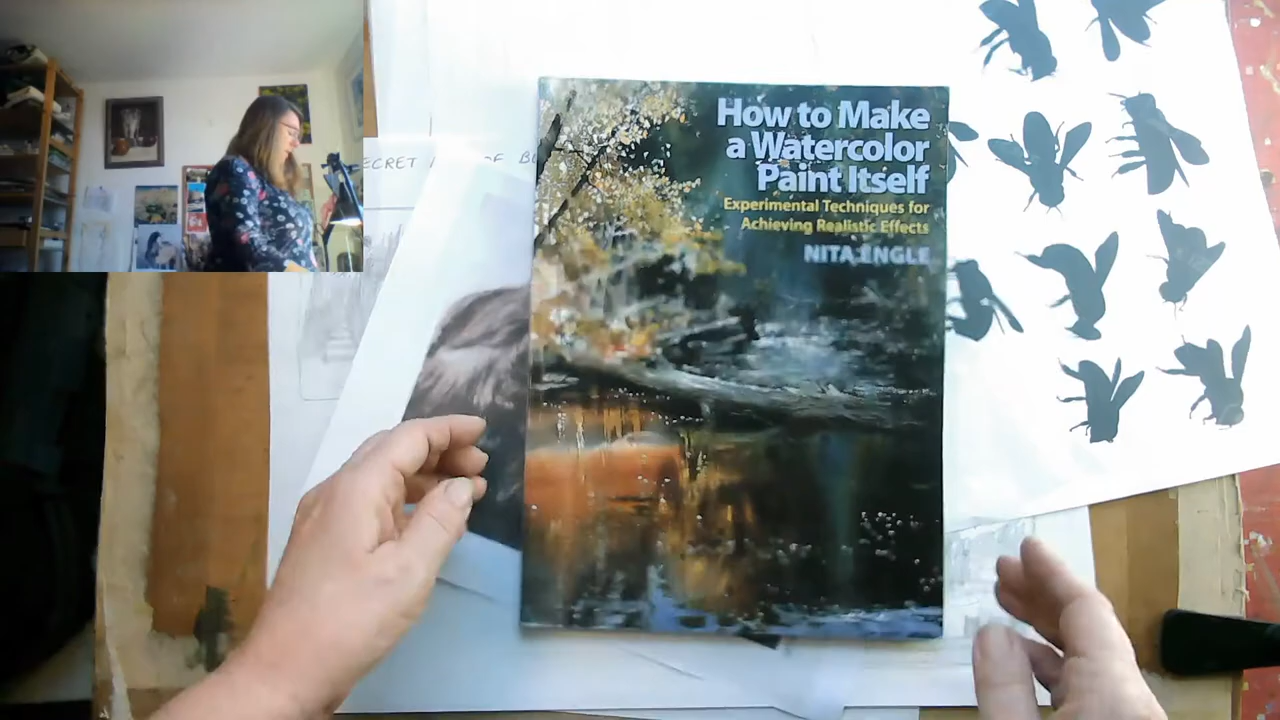 How to Make
a Watercolor
Paint Itself
Experimental Techniques for
Achieving Realistic Effects
NITA ENGLE